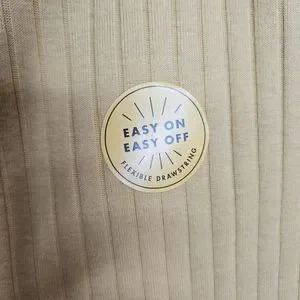 EASY ON
EASY OFF
FLEXIBLE DRAWSTRING